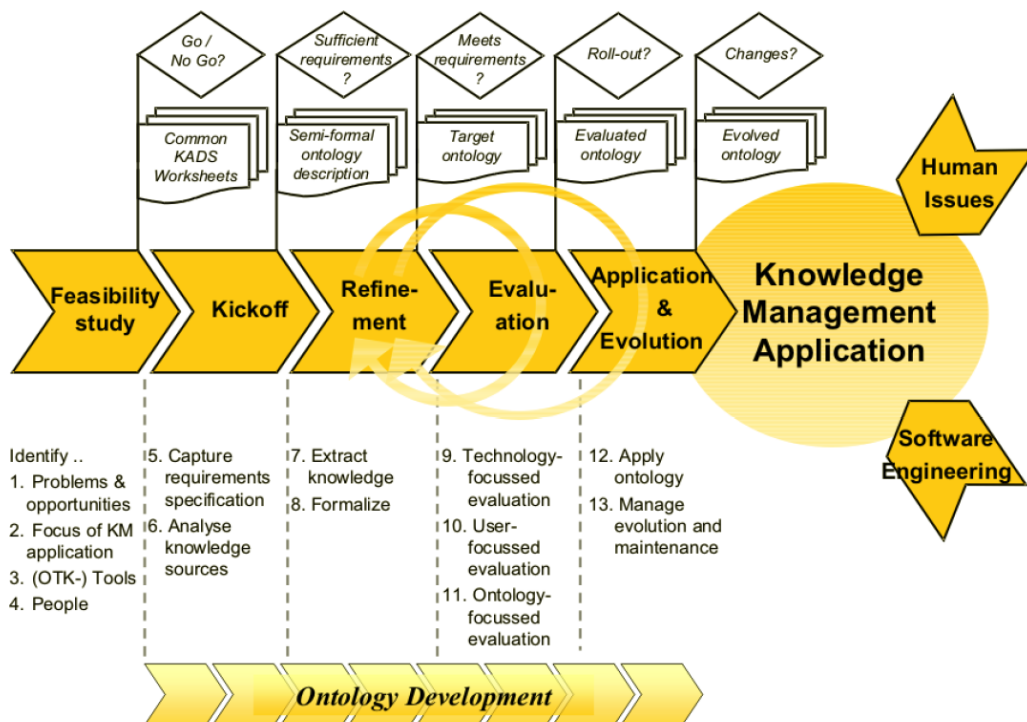 Go /
No Go?
Sufficient
requirements
?
Meets
requirements
?
Roll-out?
Changes?
Common
KADS
Worksheets
Semi-formal
ontology
description
Target
ontology
Evaluated
ontology
Evolved
ontology
Human
Issues
Feasibility
study
Kickoff
Refine-
ment
Evalu-
ation
Application
&
Evolution
Knowledge
Management
Application
Software
Engineering
Identify ..
1. Problems &
opportunities
2. Focus of KM
application
3. (OTK-) Tools
4. People
5. Capture
requirements
specification
6. Analyse
knowledge
sources
7. Extract
knowledge
8. Formalize
9. Technology-
focussed
evaluation
10. User-
focussed
evaluation
11. Ontology-
focussed
evaluation
12. Apply
ontology
13. Manage
evolution and
maintenance
Ontology Development